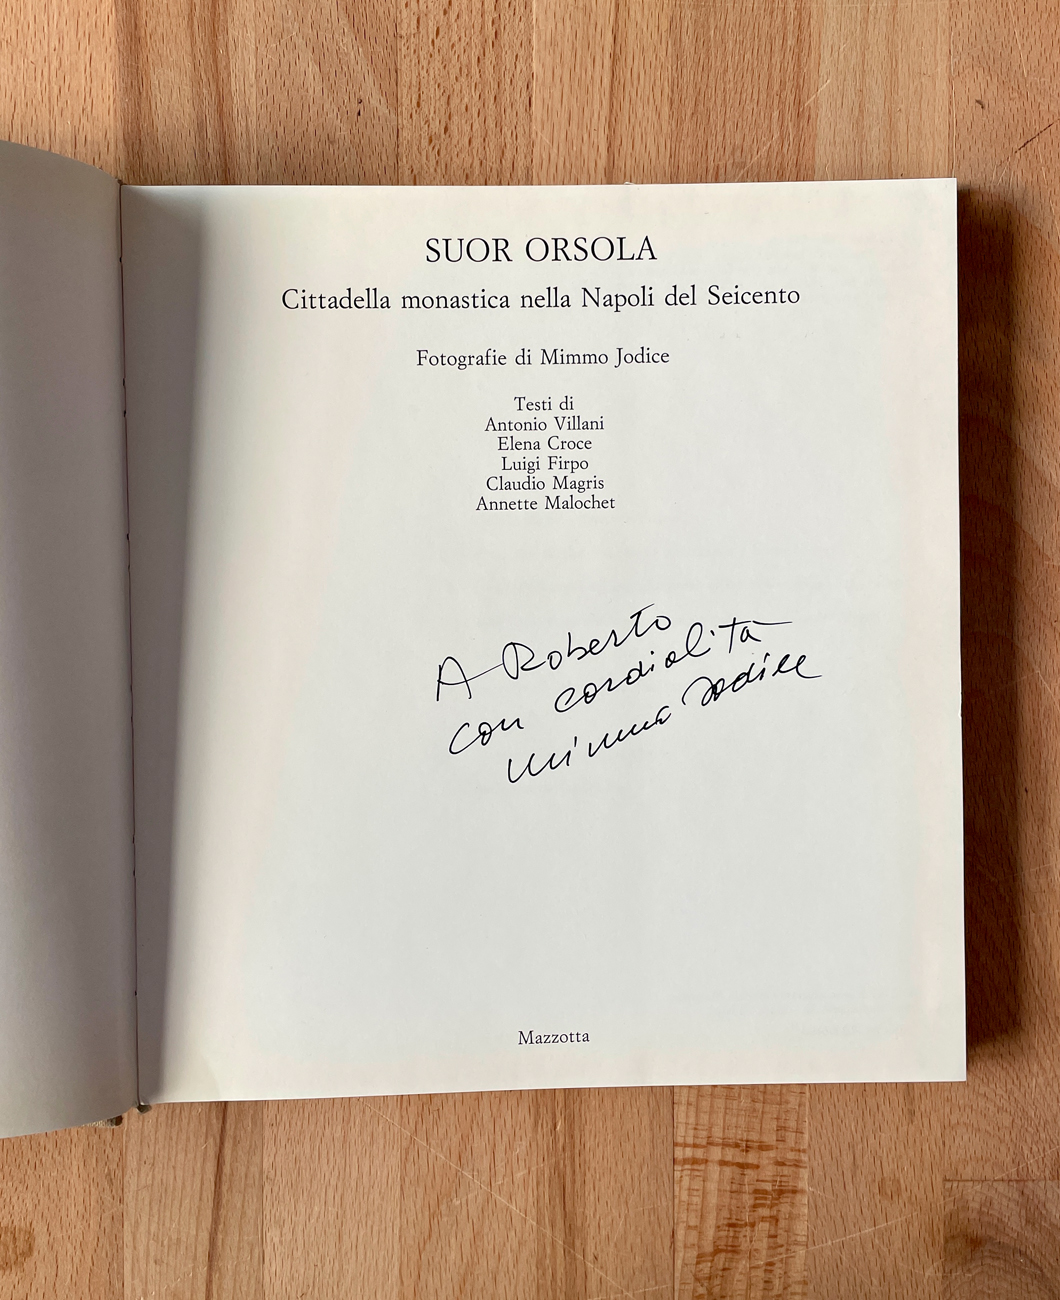 SUOR ORSOLA
Cittadella monastica nella Napoli del Seicento
Fotografie di Mimmo Jodice
Testi di
Antonio Villani
Elena Croce
Luigi Firpo
Claudio Magris
Annette Malochet
A Roberto
con cordialità
Mimmo Jodice
Mazzotta